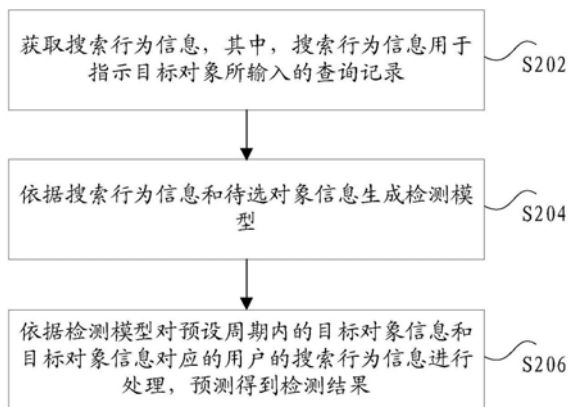 获取搜索行为信息，其中，搜索行为信息用于
指示目标对象所输入的查询记录
S202
依据搜索行为信息和待选对象信息生成检测模
型
S204
依据检测模型对预设周期内的目标对象信息和
目标对象信息对应的用户的搜索行为信息进行
处理，预测得到检测结果
S206